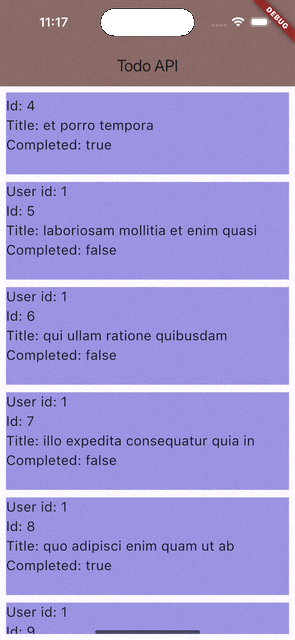 11:17
DEBUG
Todo API
Id: 4
Title: et porro tempora
Completed: true
User id: 1
Id: 5
Title: laboriosam mollitia et enim quasi
Completed: false
User id: 1
Id: 6
Title: qui ullam ratione quibusdam
Completed: false
User id: 1
Id: 7
Title: illo expedita consequatur quia in
Completed: false
User id: 1
Id: 8
Title: quo adipisci enim quam ut ab
Completed: true
User id: 1
Id: 9